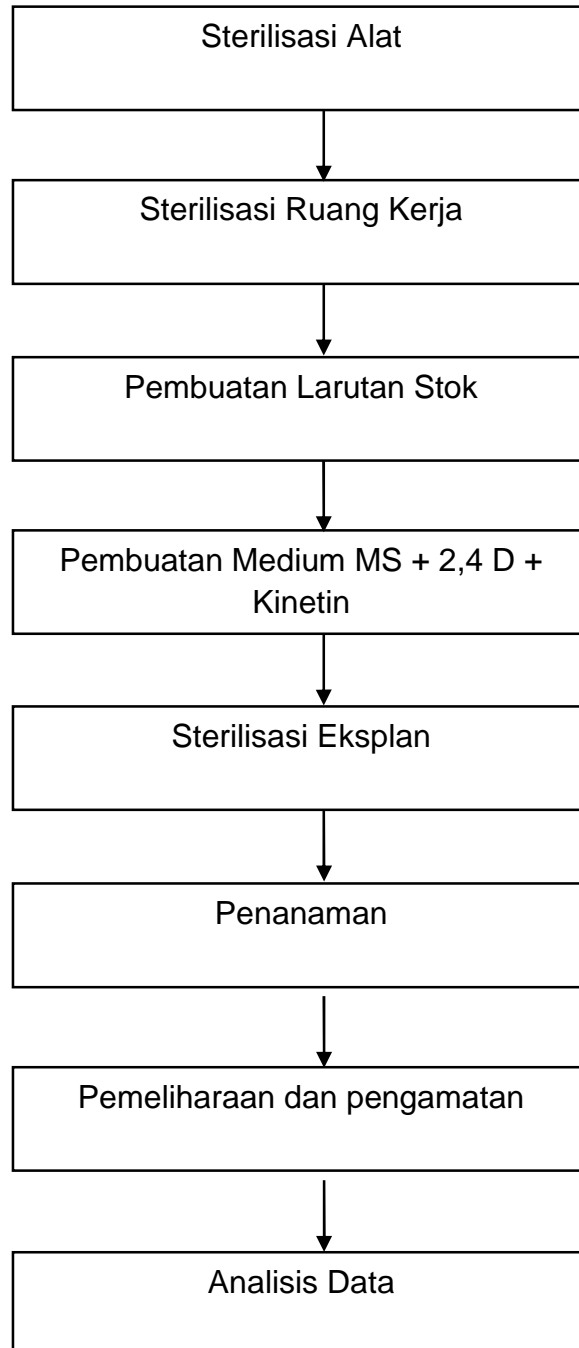 Sterilisasi Alat
Sterilisasi Ruang Kerja
Pembuatan Larutan Stok
Pembuatan Medium MS + 2,4 D +
Kinetin
Sterilisasi Eksplan
Penanaman
Pemeliharaan dan pengamatan
Analisis Data